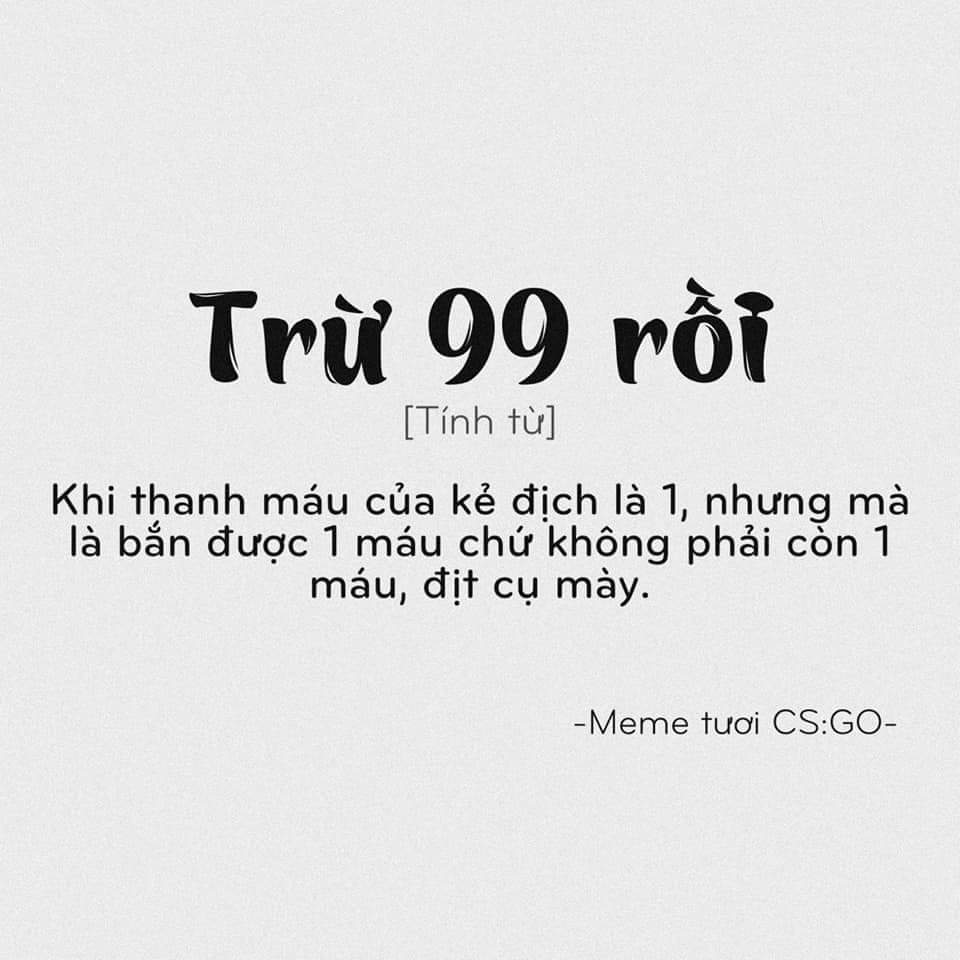 Trừ 99 rồi
[Tính từ]
Khi thanh máu của kẻ địch là 1, nhưng mà
là bắn được 1 máu chứ không phải còn 1
máu, địt cụ mày.
-Meme tươi CS:GO-